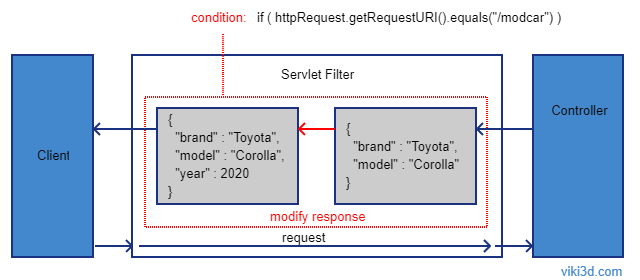 condition: if ( httpRequest.getRequestURI().equals("/modcar") )
Servlet Filter
Client
{
"brand" : "Toyota",
"model" : "Corolla",
"year" : 2020
}
{
"brand" : "Toyota",
"model" : "Corolla"
}
Controller
modify response
request
viki3d.com